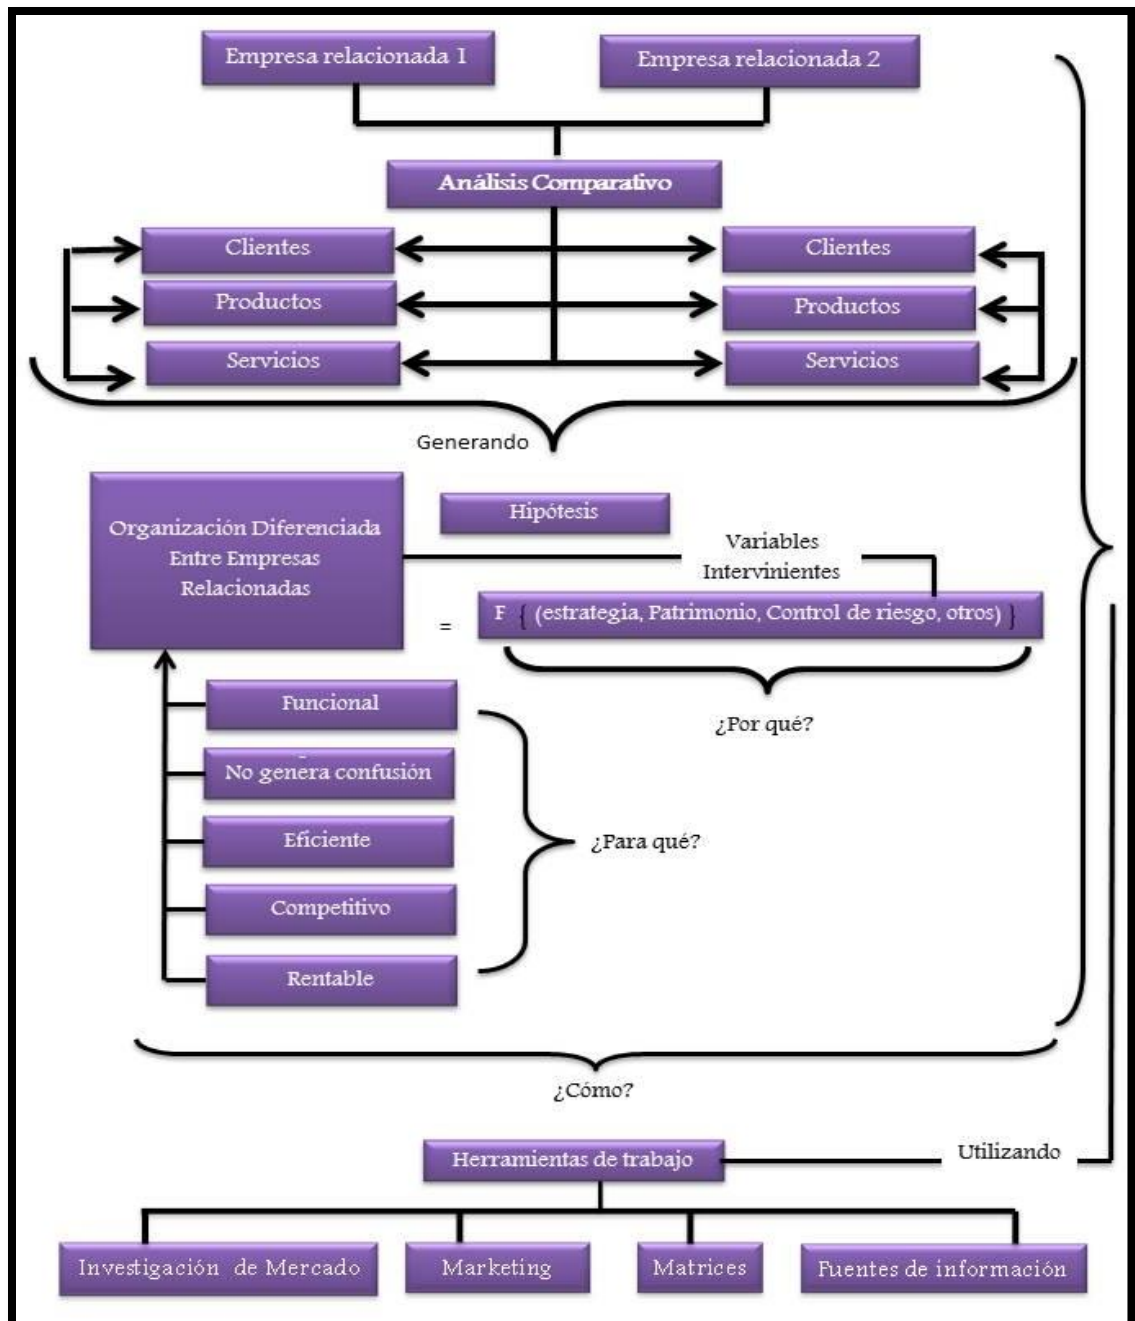 Empresa relacionada 1
Empresa relacionada 2
Análisis Comparativo
Clientes
Clientes
Productos
Productos
Servicios
Servicios
Generando
Organización Diferenciada
Entre Empresas
Relacionadas
Hipótesis
Variables
Intervinientes
=
F { (estrategia, Patrimonio, Control de riesgo, otros) }
¿Por qué?
Funcional
No genera confusión
Eficiente
Competitivo
Rentable
¿Para qué?
¿Cómo?
Herramientas de trabajo
Utilizando
Investigación de Mercado
Marketing
Matrices
Fuentes de información